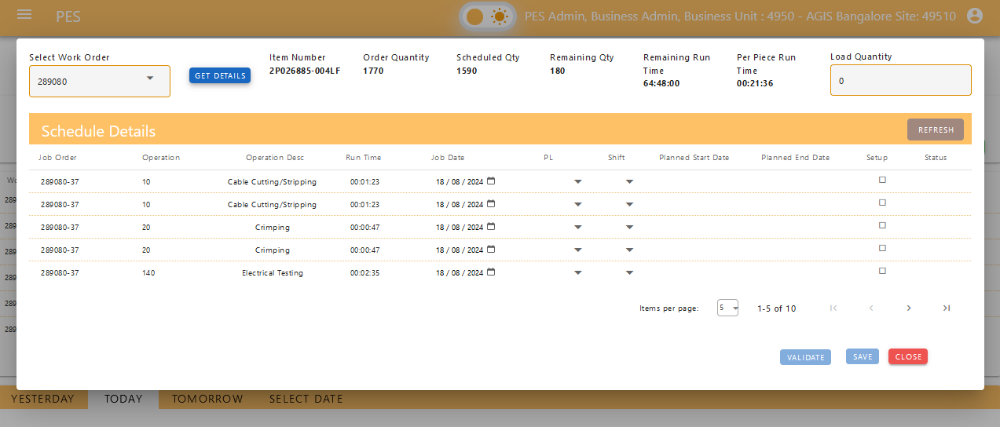 PES
PES Admin, Business Admin, Business Unit : 4950 - AGIS Bangalore Site: 49510
Select Work Order
289080
GET DETAILS
Item Number
2P026885-004LF
Order Quantity
1770
Scheduled Qty
1590
Remaining Qty
180
Remaining Run
Time
64:48:00
Per Piece Run
Time
00:21:36
Load Quantity
0
Schedule Details
REFRESH
Job Order Operation Operation Desc Run Time Job Date PL Shift Planned Start Date Planned End Date Setup Status
289080-37 10 Cable Cutting/Stripping 00:01:23 18 / 08 / 2024
289080-37 10 Cable Cutting/Stripping 00:01:23 18 / 08 / 2024
289080-37 20 Crimping 00:00:47 18 / 08 / 2024
289080-37 20 Crimping 00:00:47 18 / 08 / 2024
289080-37 140 Electrical Testing 00:02:35 18 / 08 / 2024
Items per page: 5 1-5 of 10
VALIDATE SAVE CLOSE
Wo
289
289
289
289
289
289
YESTERDAY TODAY TOMORROW SELECT DATE